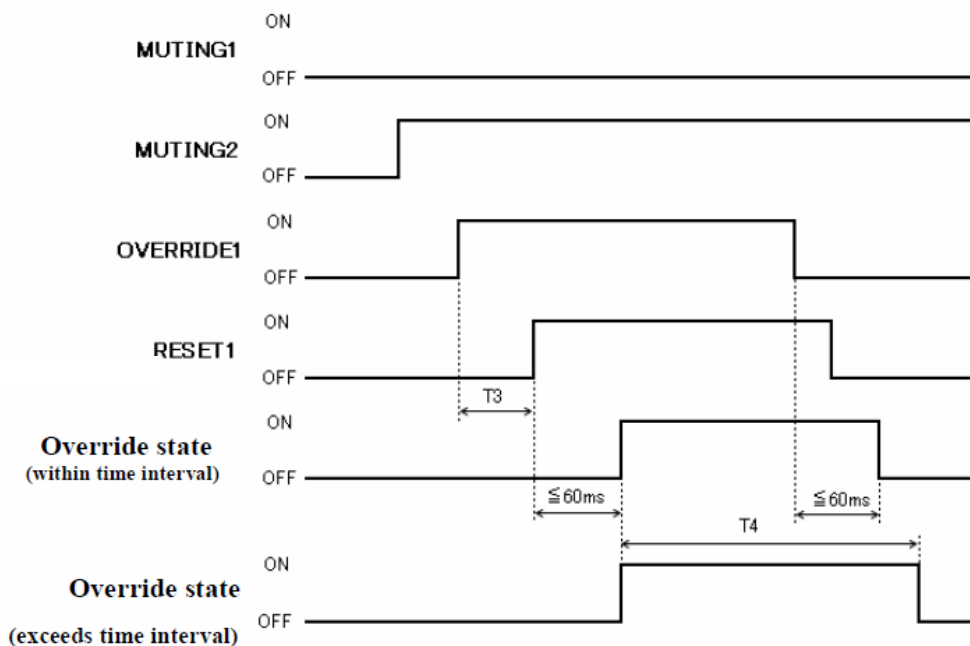 ON
MUTING1
OFF
ON
MUTING2
OFF
ON
OVERRIDE1
OFF
ON
RESET1
OFF
T3
ON
Override state
(within time interval)
OFF
≦60ms
≦60ms
T4
ON
Override state
OFF
(exceeds time interval)